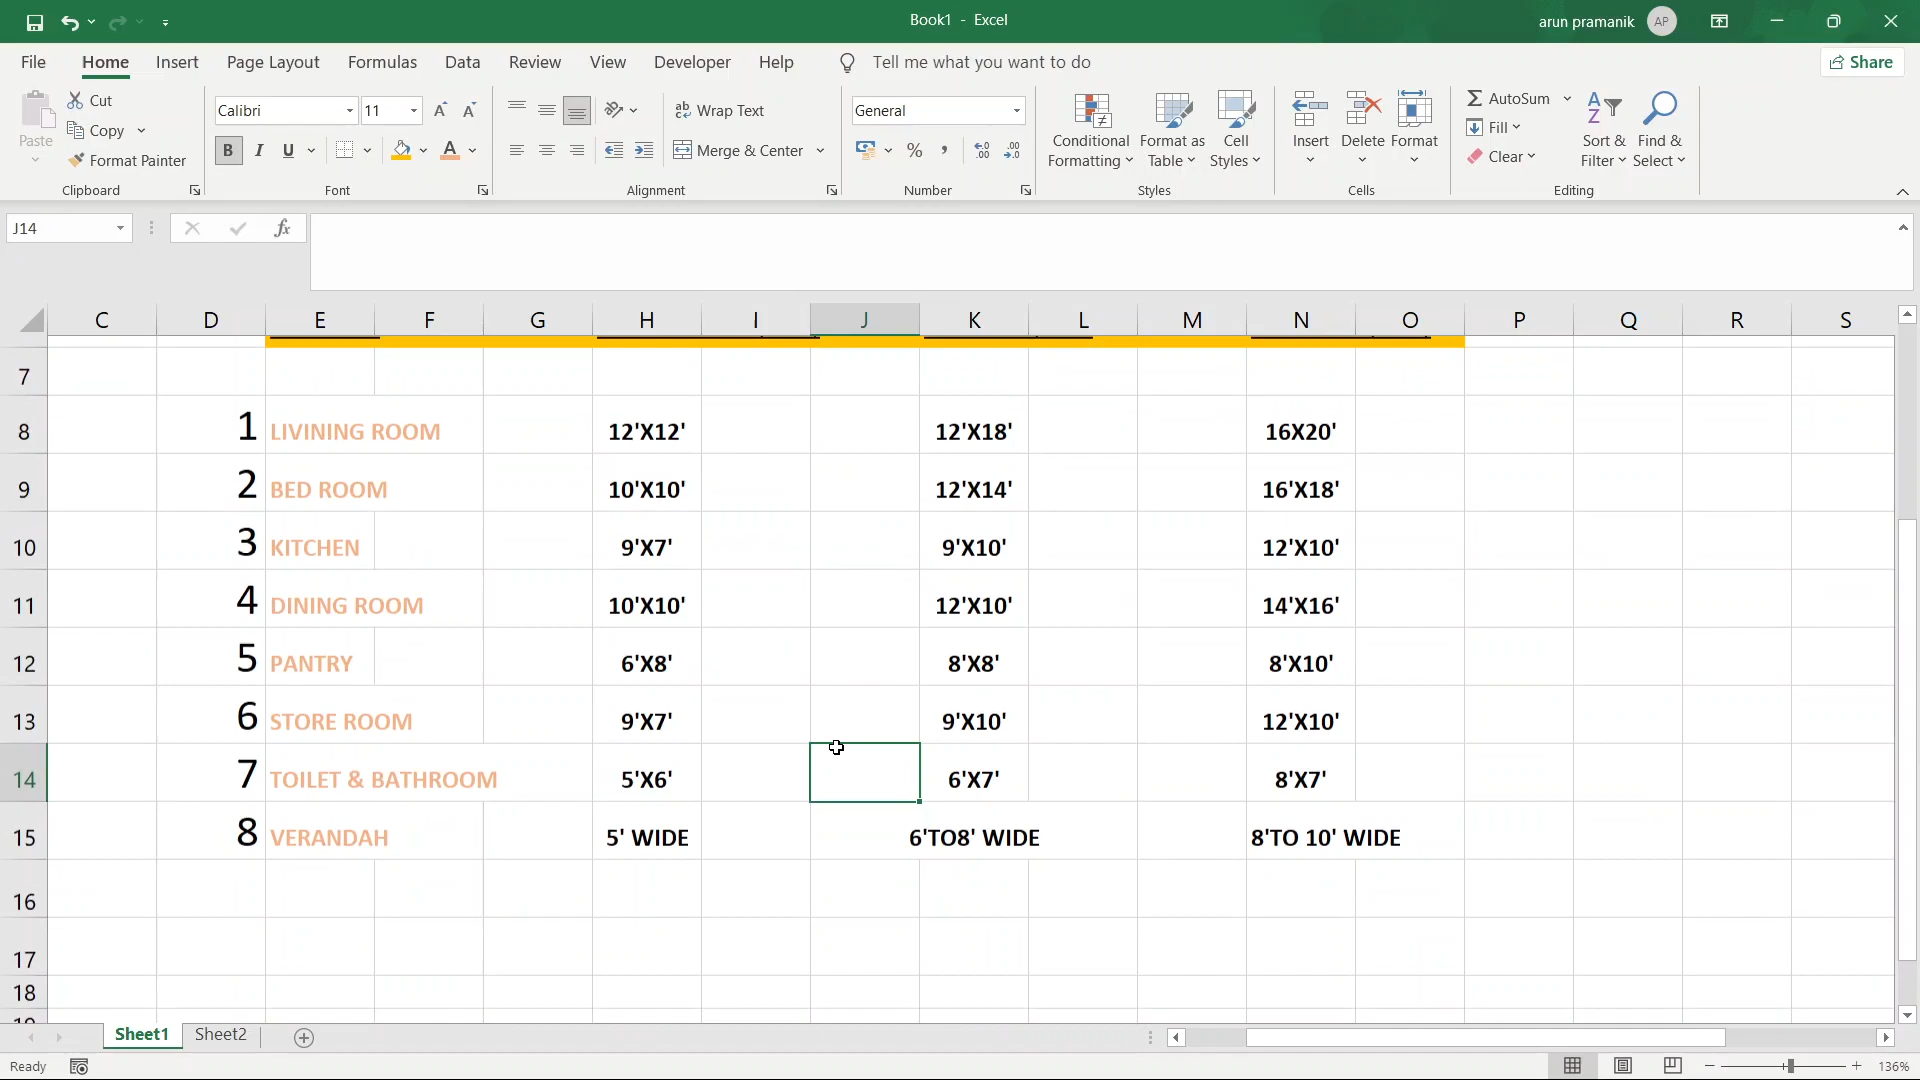 Book1 - Excel
arun pramanik
AP
File Home Insert Page Layout Formulas Data Review View Developer Help Tell me what you want to do
Share
Paste
Cut
Copy
Format Painter
Clipboard
Calibri 11
B I U
A
Font
ab Wrap Text
Merge & Center
Alignment
General
% ,
Number
Conditional Formatting
Format as Table
Cell Styles
Styles
Insert Delete Format
Cells
AutoSum
Fill
Clear
Sort & Filter
Find & Select
Editing
J14
fx
C D E F G H I J K L M N O P Q R S
7
8 1 LIVINING ROOM 12'X12' 12'X18' 16X20'
9 2 BED ROOM 10'X10' 12'X14' 16'X18'
10 3 KITCHEN 9'X7' 9'X10' 12'X10'
11 4 DINING ROOM 10'X10' 12'X10' 14'X16'
12 5 PANTRY 6'X8' 8'X8' 8'X10'
13 6 STORE ROOM 9'X7' 9'X10' 12'X10'
14 7 TOILET & BATHROOM 5'X6' 6'X7' 8'X7'
15 8 VERANDAH 5' WIDE 6'TO8' WIDE 8'TO 10' WIDE
16
17
18
Sheet1 Sheet2
Ready
136%